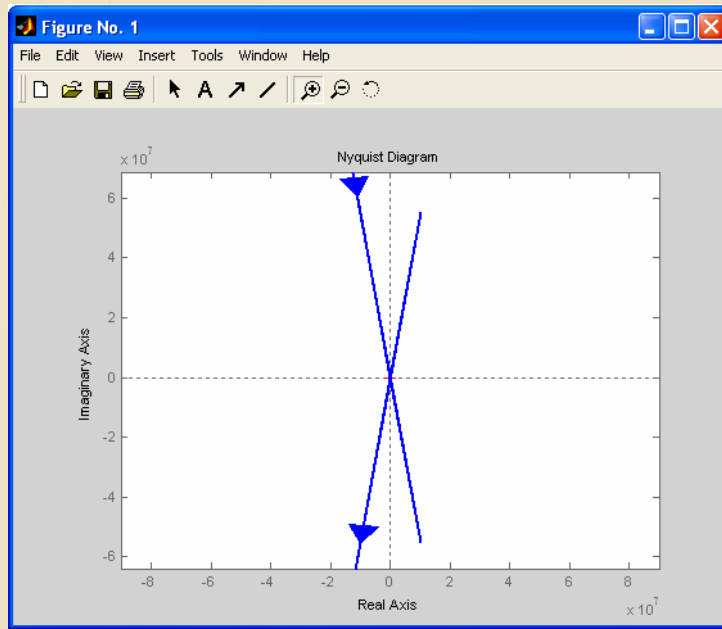 Figure No. 1
File Edit View Insert Tools Window Help
A
x 10^7
Nyquist Diagram
6
4
2
0
-2
-4
-6
Imaginary Axis
-8 -6 -4 -2 0 2 4 6 8
Real Axis
x 10^7